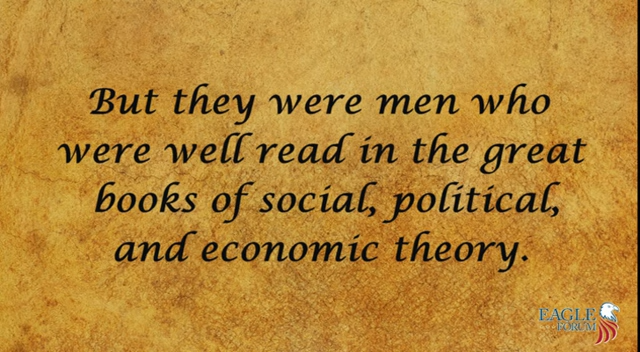 But they were men who
were well read in the great
books of social, political,
and economic theory.
EAGLE
FORUM